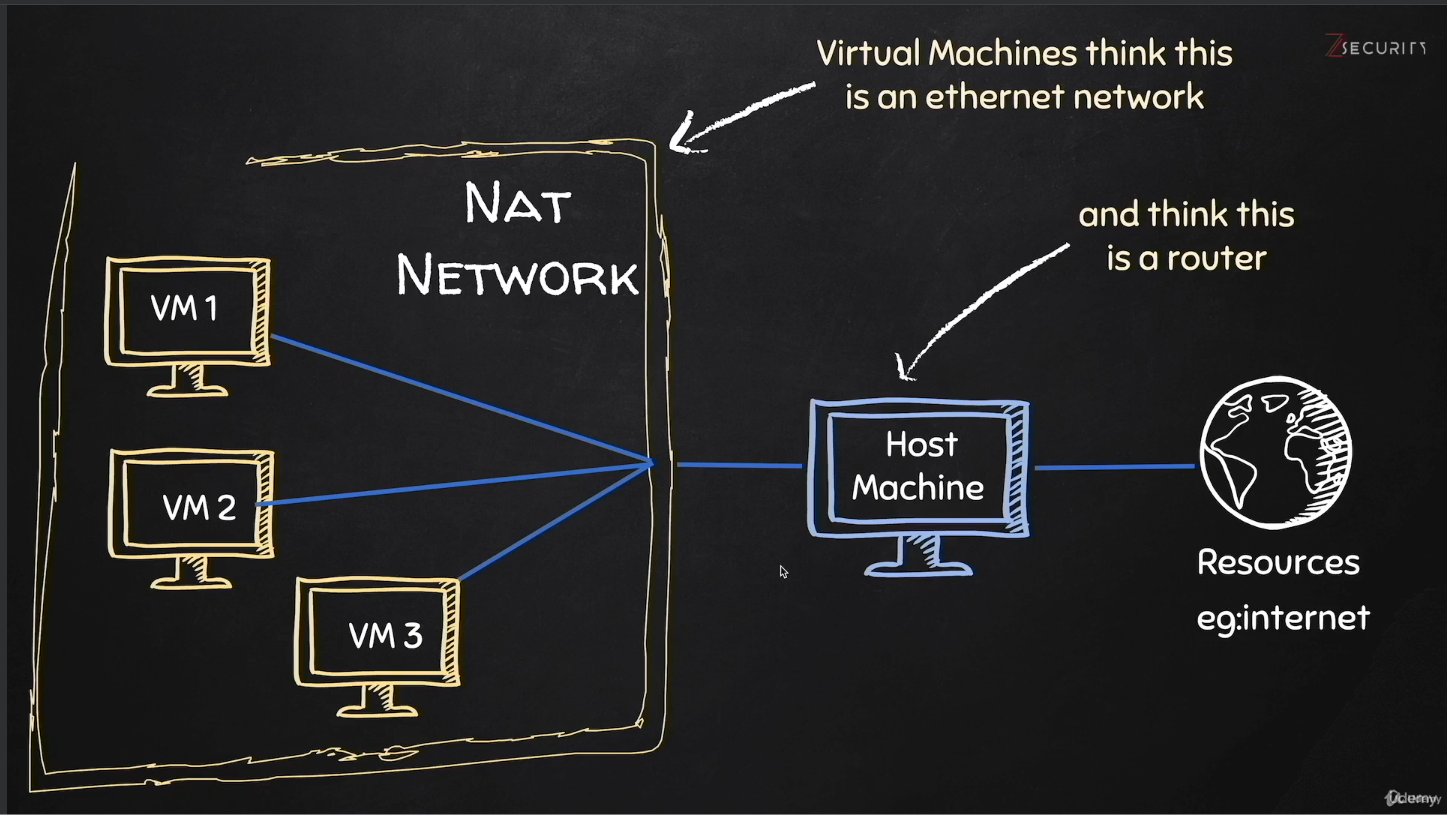 Virtual Machines think this
is an ethernet network
ZSECURITY
NAT
NETWORK
and think this
is a router
VM 1
VM 2
VM 3
Host
Machine
Resources
eg:internet
Udemy